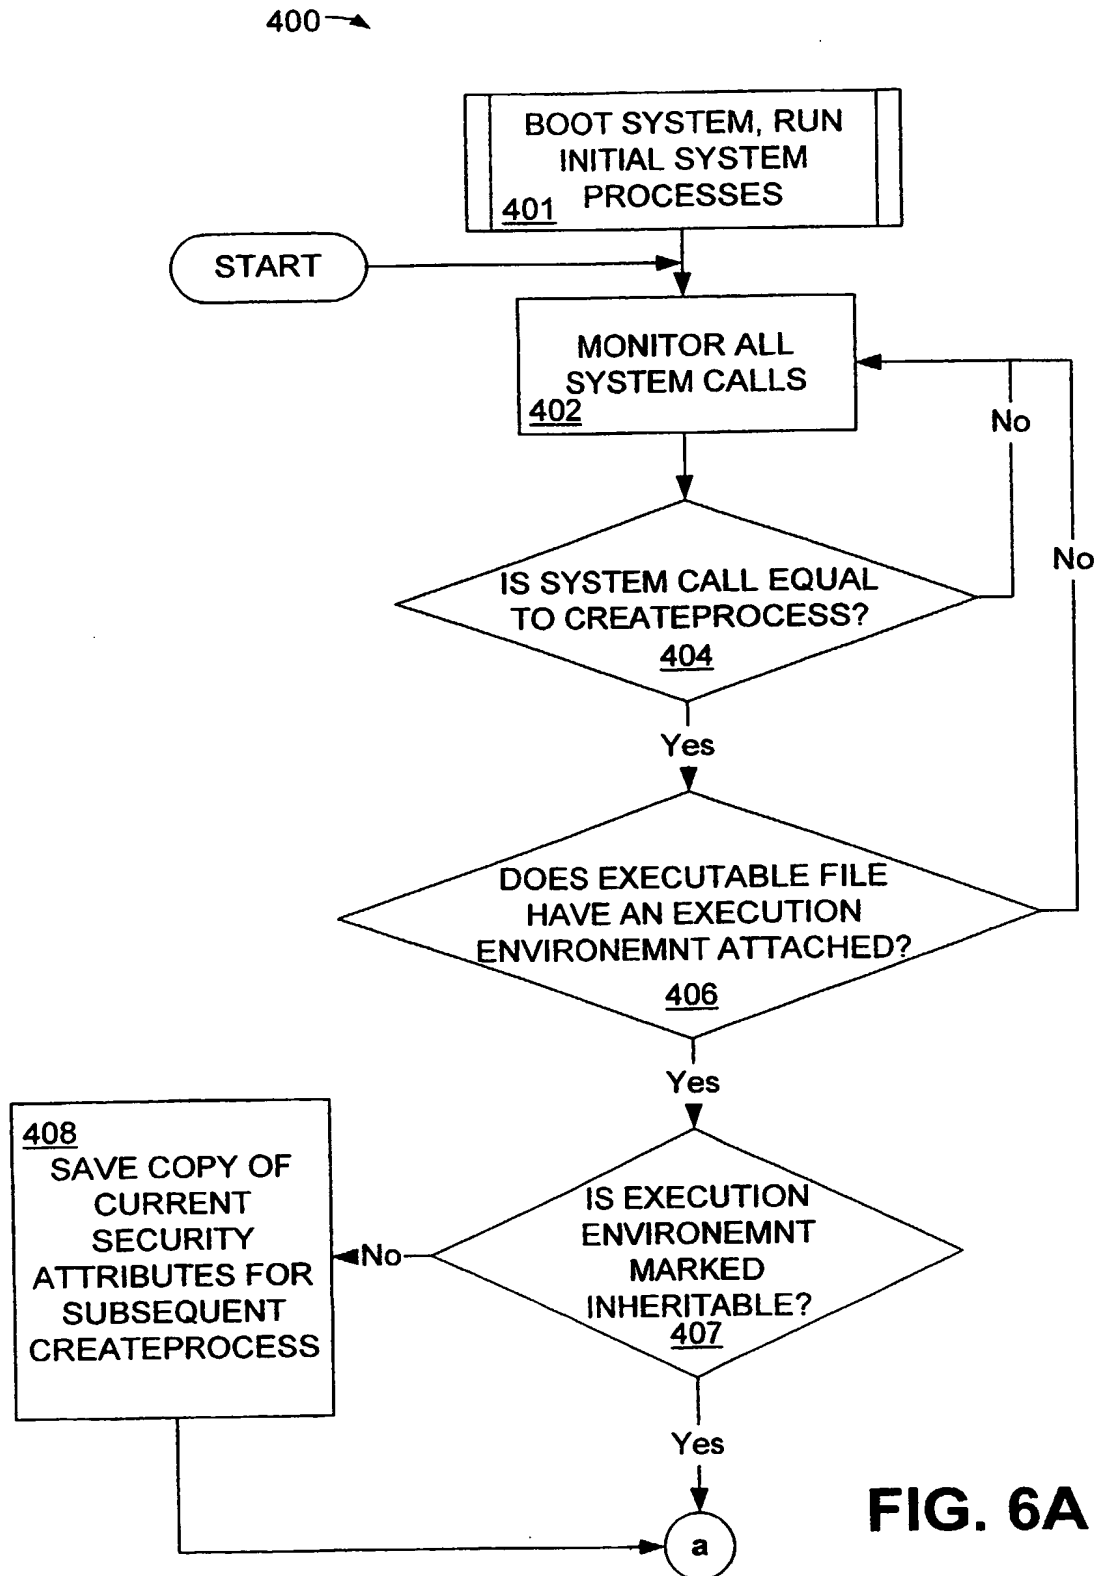 400
BOOT SYSTEM, RUN
INITIAL SYSTEM
PROCESSES
401
START
MONITOR ALL
SYSTEM CALLS
402
No
No
IS SYSTEM CALL EQUAL
TO CREATEPROCESS?
404
Yes
DOES EXECUTABLE FILE
HAVE AN EXECUTION
ENVIRONEMNT ATTACHED?
406
Yes
408
SAVE COPY OF
CURRENT
SECURITY
ATTRIBUTES FOR
SUBSEQUENT
CREATEPROCESS
No
IS EXECUTION
ENVIRONEMNT
MARKED
INHERITABLE?
407
Yes
a
FIG. 6A